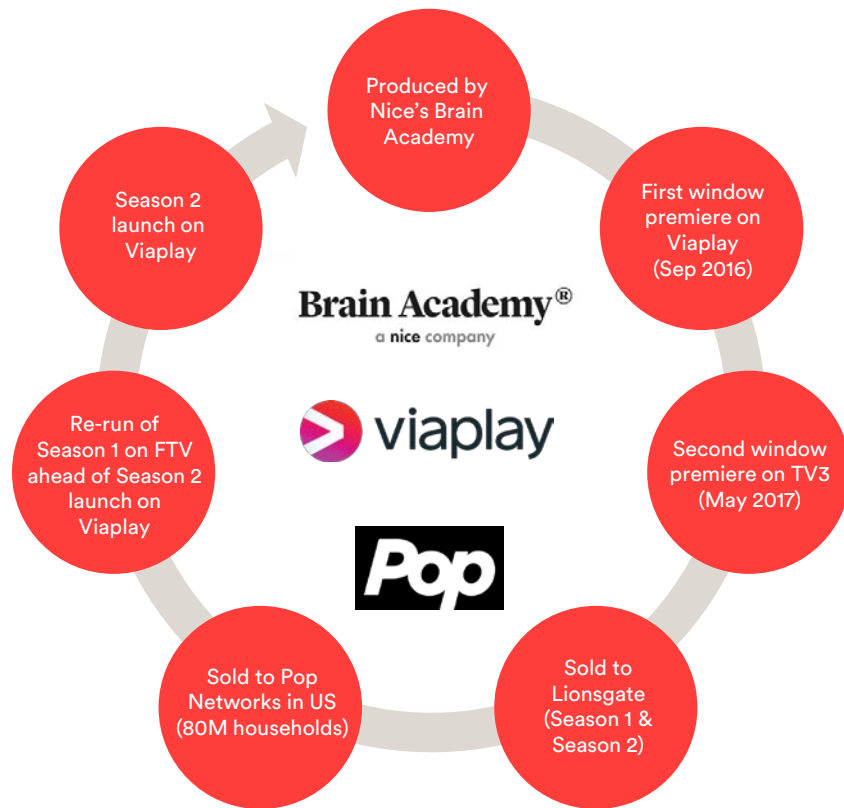 Produced by
Nice's Brain
Academy
First window
premiere on
Viaplay
(Sep 2016)
Second window
premiere on TV3
(May 2017)
Sold to
Lionsgate
(Season 1 &
Season 2)
Sold to Pop
Networks in US
(80M households)
Re-run of
Season 1 on FTV
ahead of Season 2
launch on
Viaplay
Season 2
launch on
Viaplay
Brain Academy®
a nice company
viaplay
Pop